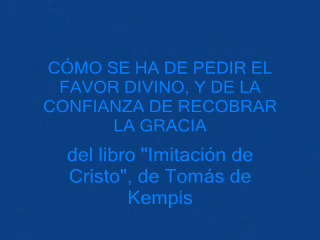 CÓMO SE HA DE PEDIR EL
FAVOR DIVINO, Y DE LA
CONFIANZA DE RECOBRAR
LA GRACIA
del libro "Imitación de
Cristo", de Tomás de
Kempis